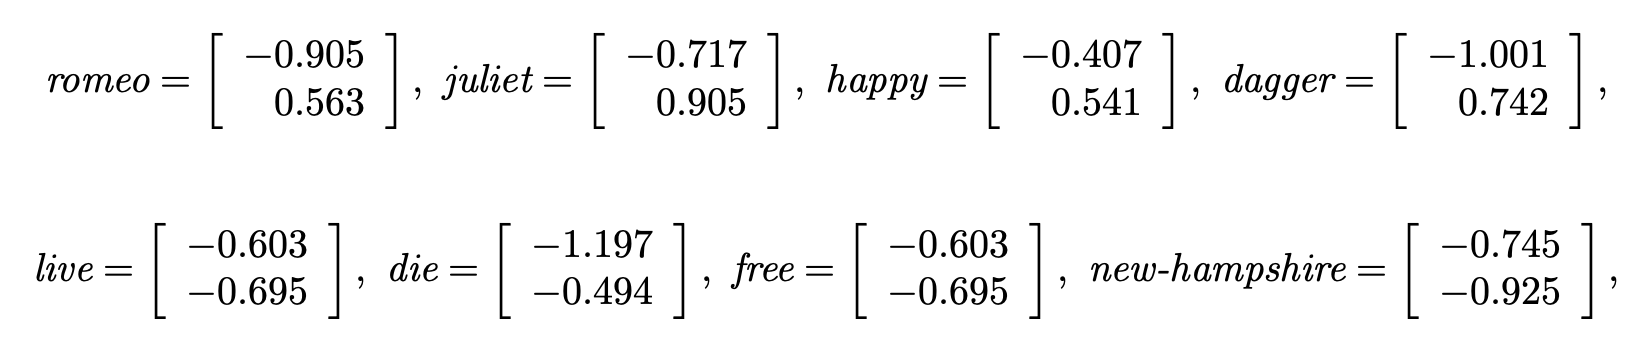 romeo = [ −0.905 0.563 ], juliet = [ −0.717 0.905 ], happy = [ −0.407 0.541 ], dagger = [ −1.001 0.742 ],
live = [ −0.603 −0.695 ], die = [ −1.197 −0.494 ], free = [ −0.603 −0.695 ], new-hampshire = [ −0.745 −0.925 ],